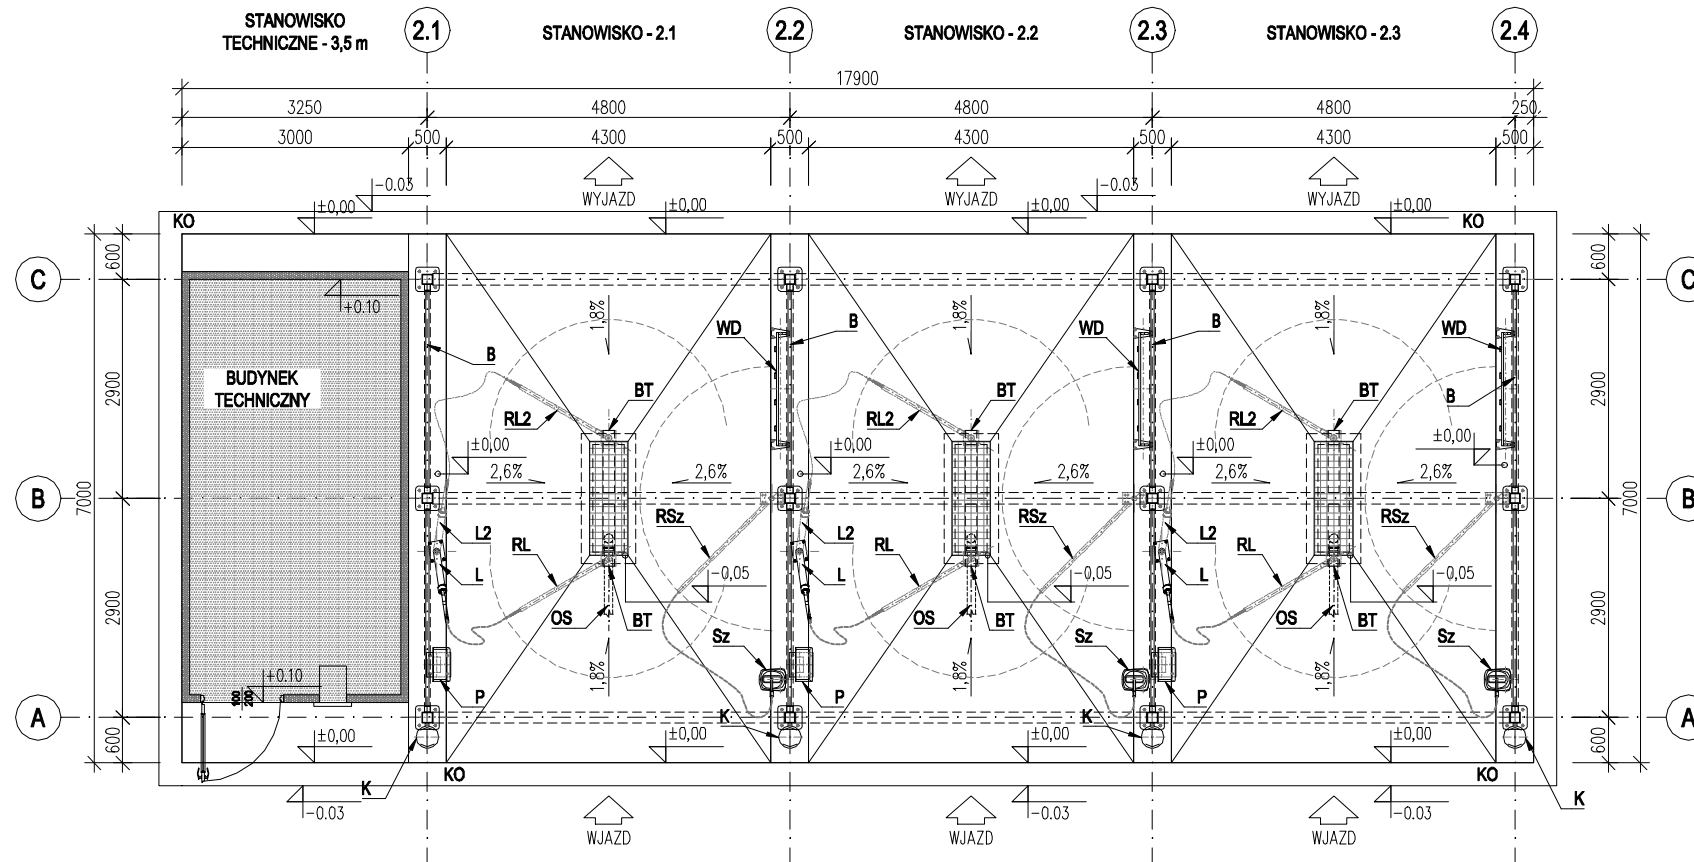 STANOWISKO
TECHNICZNE - 3,5 m
2.1
STANOWISKO - 2.1
2.2
STANOWISKO - 2.2
2.3
STANOWISKO - 2.3
2.4
17900
3250
4800
4800
4800
250
3000
500
4300
500
4300
500
4300
500
WYJAZD
WYJAZD
WYJAZD
-0.03
-0.03
KO
±0,00
±0,00
±0,00
±0,00
KO
600
600
C
C
+0.10
1,8%
1,8%
1,8%
WD
B
WD
B
WD
B
B
2900
2900
BUDYNEK
TECHNICZNY
BT
BT
BT
RL2
RL2
RL2
±0,00
±0,00
±0,00
±0,00
2,6%
2,6%
2,6%
2,6%
2,6%
2,6%
7000
B
B
7000
L2
RL
RSz
L2
RL
RSz
L2
RL
RSz
L
L
L
-0,05
-0,05
-0,05
2900
2900
OS
BT
OS
BT
OS
BT
Sz
Sz
Sz
1,8%
1,8%
1,8%
+0.10
100
200
P
P
P
A
A
K
K
600
600
±0,00
±0,00
±0,00
±0,00
KO
KO
K
K
-0.03
-0.03
-0.03
WJAZD
WJAZD
WJAZD